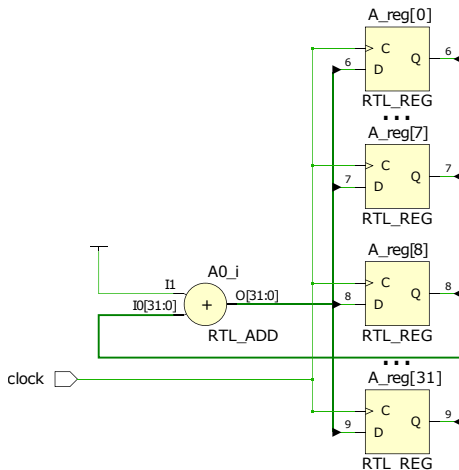 A_reg[0]
C
6
D
Q
6
RTL_REG
...
A_reg[7]
C
7
D
Q
7
RTL_REG
A0_i
I1
I0[31:0]
+
O[31:0]
RTL_ADD
A_reg[8]
C
8
D
Q
8
RTL_REG
...
clock
A_reg[31]
C
9
D
Q
9
RTL_REG